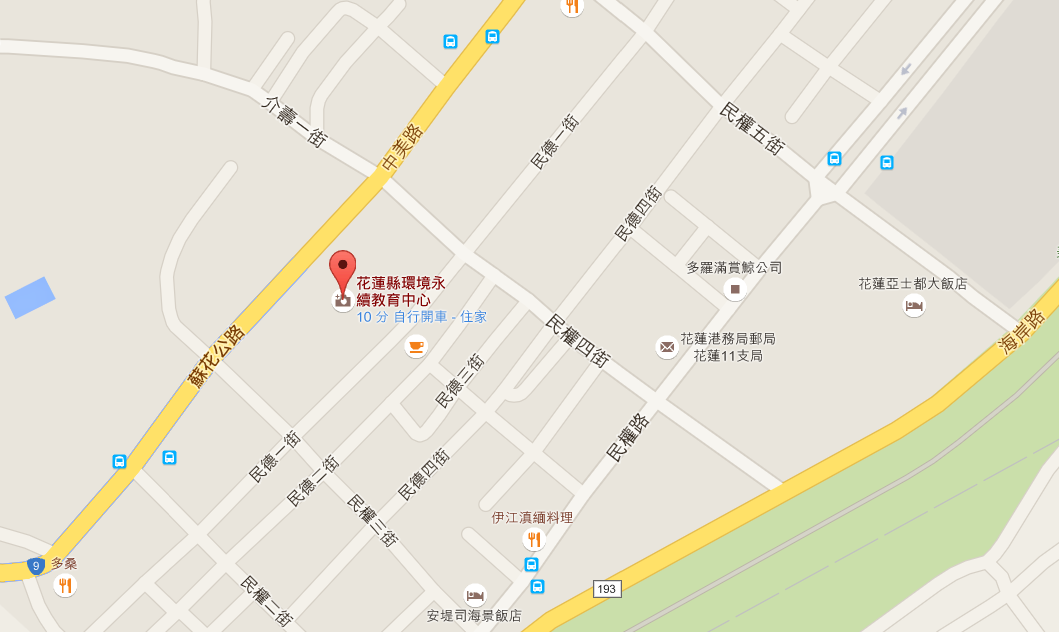 介壽一街
中美路
民德一街
民權五街
民德四街
多羅滿賞鯨公司
花蓮縣環境永
續教育中心
10 分 自行開車 - 住家
花蓮亞士都大飯店
海岸路
蘇花公路
民權四街
花蓮港務局郵局
花蓮11支局
民德三街
民權路
民德一街
民德二街
民德四街
民權三街
伊江滇緬料理
9
多桑
193
民權二街
安堤司海景飯店